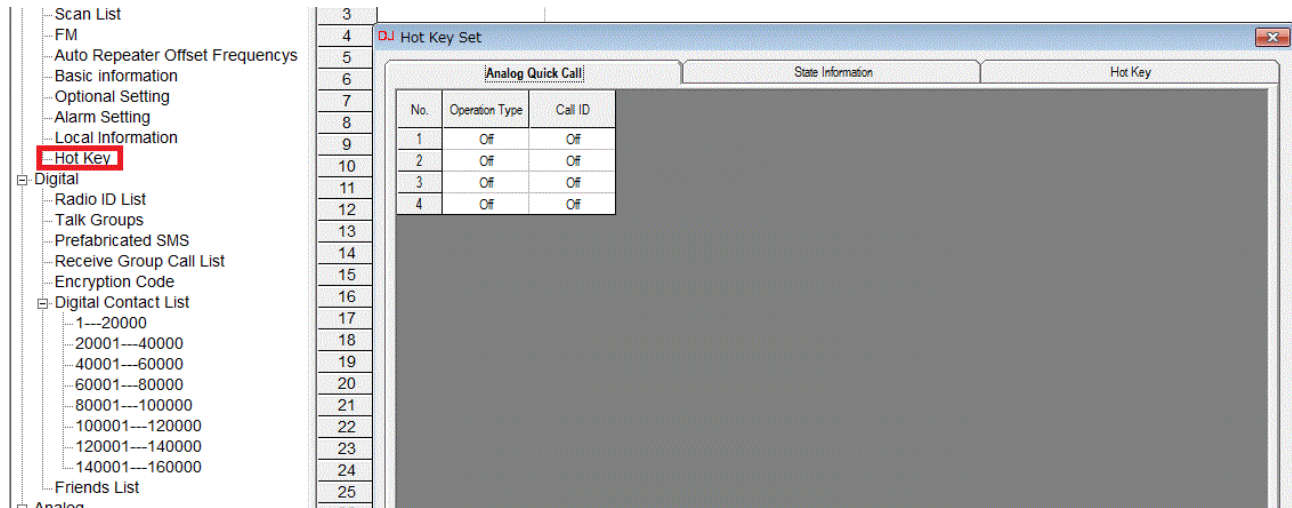 Scan List
FM
Auto Repeater Offset Frequencys
Basic information
Optional Setting
Alarm Setting
Local Information
Hot Key
Digital
Radio ID List
Talk Groups
Prefabricated SMS
Receive Group Call List
Encryption Code
Digital Contact List
1---20000
20001---40000
40001---60000
60001---80000
80001---100000
100001---120000
120001---140000
140001---160000
Friends List
Analog
3
4
5
6
7
8
9
10
11
12
13
14
15
16
17
18
19
20
21
22
23
24
25
DJ Hot Key Set
Analog Quick Call State Information Hot Key
No. Operation Type Call ID
1 Off Off
2 Off Off
3 Off Off
4 Off Off